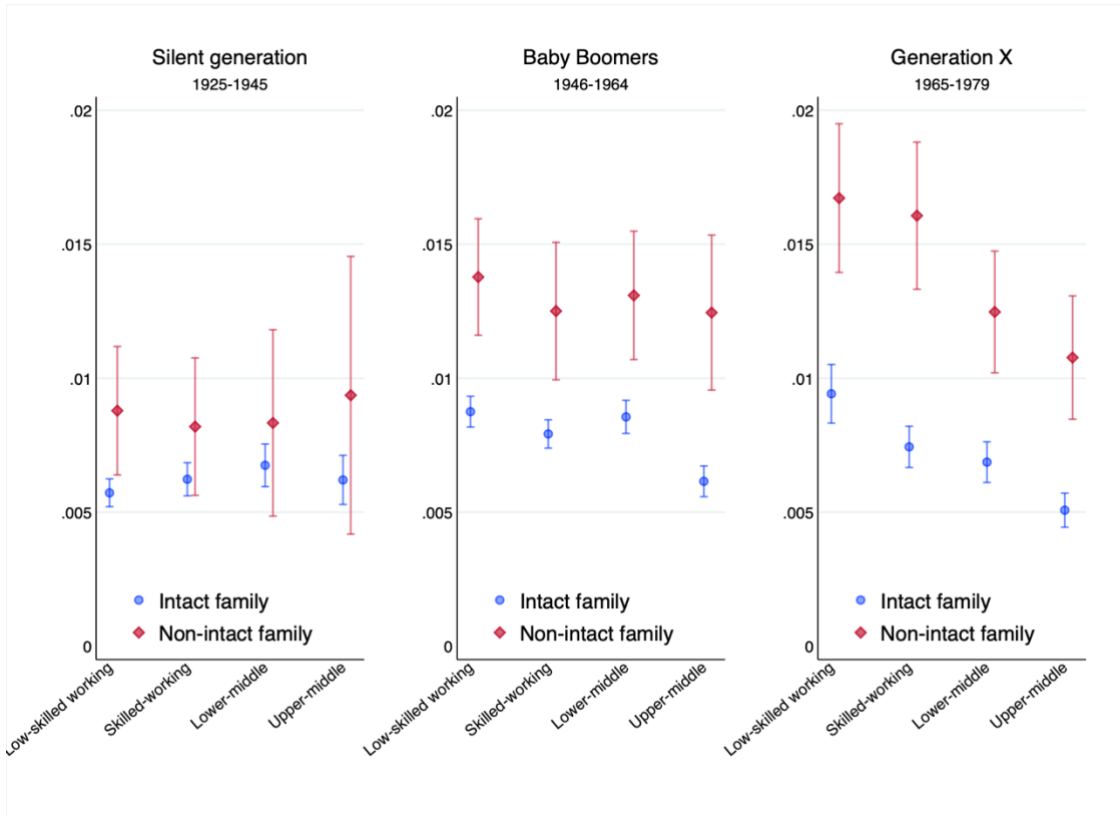 Silent generation
1925-1945
.02
.015
.01
.005
0
Intact family
Non-intact family
Low-skilled working
Skilled-working
Lower-middle
Upper-middle
Baby Boomers
1946-1964
.02
.015
.01
.005
0
Intact family
Non-intact family
Low-skilled working
Skilled-working
Lower-middle
Upper-middle
Generation X
1965-1979
.02
.015
.01
.005
0
Intact family
Non-intact family
Low-skilled working
Skilled-working
Lower-middle
Upper-middle